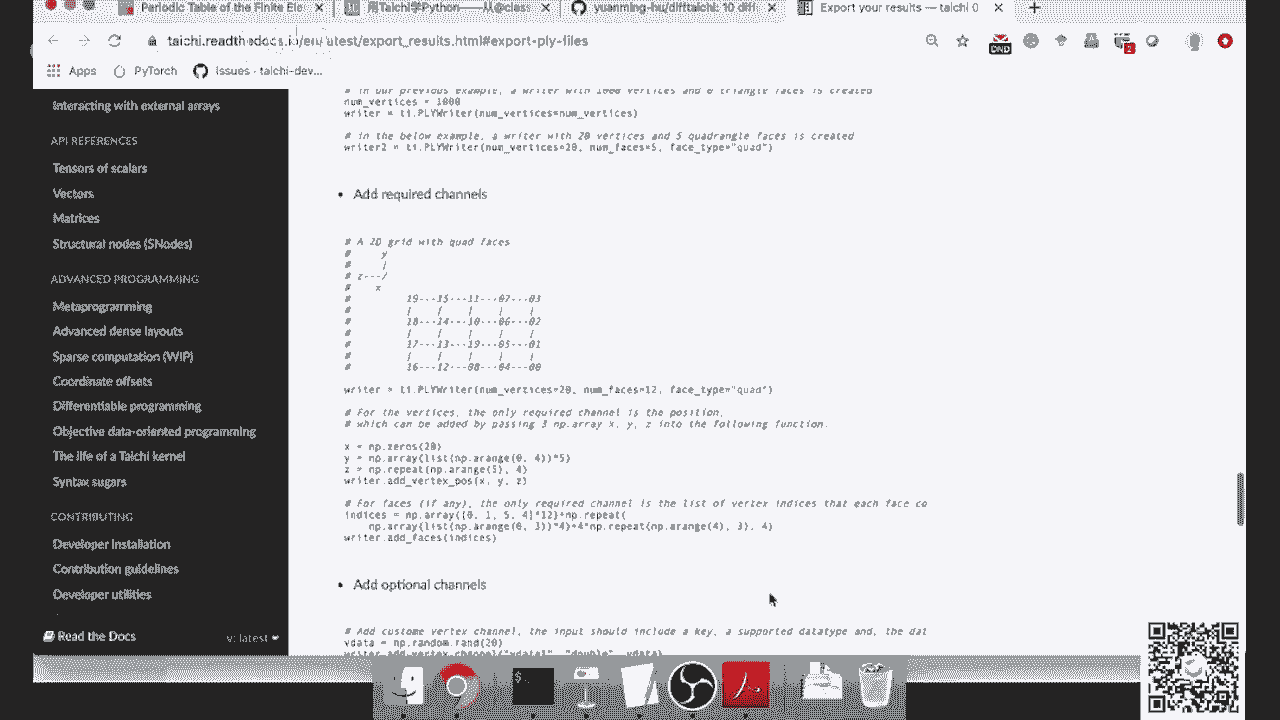 Periodic Table of the Finite Ele
用Taichi学Python——从@class
yuanming-hu/difftaichi: 10 diff
Export your results — taichi 0
taichi.readthedocs.io/en/latest/export_results.html#export-ply-files
DND
2
Apps
PyTorch
Issues · taichi-dev...
Interacting with external arrays
API REFERENCES
Tensors of scalars
Vectors
Matrices
Structural nodes (SNodes)
ADVANCED PROGRAMMING
Metaprogramming
Advanced dense layouts
Sparse computation (WIP)
Coordinate offsets
Differentiable programming
Objective data-oriented programming
The life of a Taichi kernel
Syntax sugars
CONTRIBUTING
Developer installation
Contribution guidelines
Developer utilities
Read the Docs
v: latest
# in our previous example, a writer with 1000 vertices and 0 triangle faces is created
num_vertices = 1000
writer = ti.PLYWriter(num_vertices=num_vertices)
# in the below example, a writer with 20 vertices and 5 quadrangle faces is created
writer2 = ti.PLYWriter(num_vertices=20, num_faces=5, face_type="quad")
• Add required channels
# A 2D grid with quad faces
# y
# |
# z---/
# x
# 19---15---11---07---03
# | | | | |
# 18---14---10---06---02
# | | | | |
# 17---13---19---05---01
# | | | | |
# 16---12---08---04---00
writer = ti.PLYWriter(num_vertices=20, num_faces=12, face_type="quad")
# For the vertices, the only required channel is the position,
# which can be added by passing 3 np.array x, y, z into the following function.
x = np.zeros(20)
y = np.array(list(np.arange(0, 4))*5)
z = np.repeat(np.arange(5), 4)
writer.add_vertex_pos(x, y, z)
# For faces (if any), the only required channel is the list of vertex indices that each face co
indices = np.array([0, 1, 5, 4]*12)+np.repeat(
np.array(list(np.arange(0, 3))*4)+4*np.repeat(np.arange(4), 3), 4)
writer.add_faces(indices)
• Add optional channels
# Add custome vertex channel, the input should include a key, a supported datatype and, the dat
vdata = np.random.rand(20)
writer.add_vertex_channel("vdata1", "double", vdata)
$